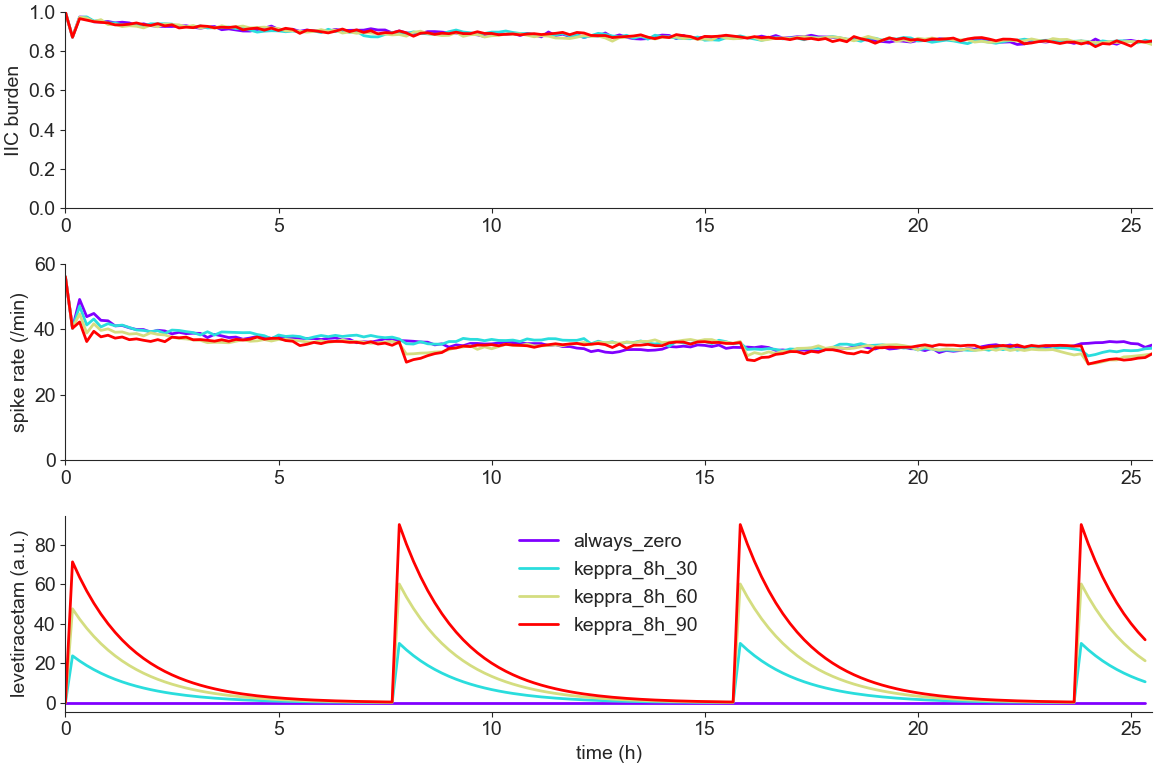 IIC burden
1.0
0.8
0.6
0.4
0.2
0.0
0 5 10 15 20 25
spike rate (/min)
60
40
20
0
0 5 10 15 20 25
levetiracetam (a.u.)
80
60
40
20
0
always_zero
keppra_8h_30
keppra_8h_60
keppra_8h_90
0 5 10 15 20 25
time (h)